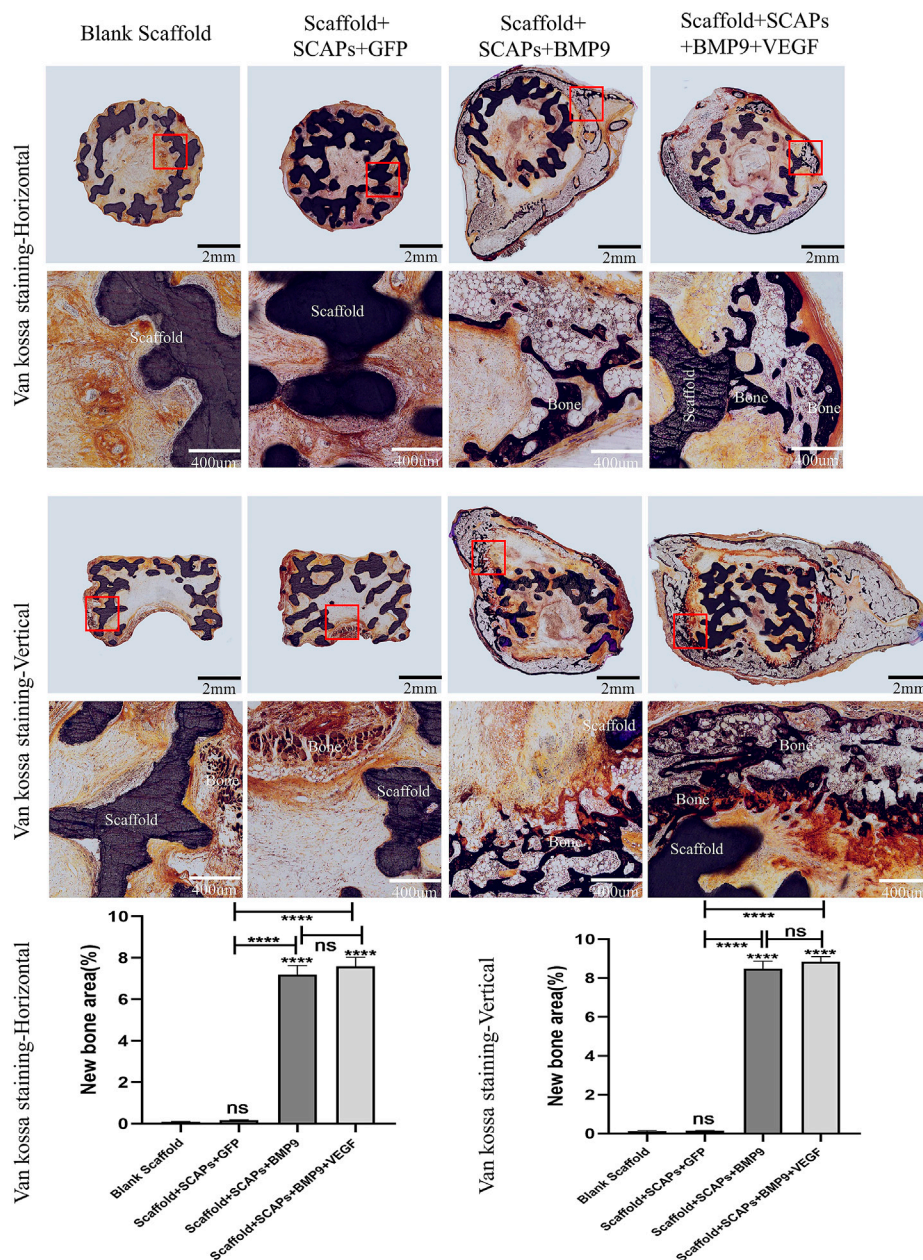 Blank Scaffold
Scaffold+
SCAPs+GFP
Scaffold+
SCAPs+BMP9
Scaffold+SCAPs
+BMP9+VEGF
Van kossa staining-Horizontal
2mm
2mm
2mm
2mm
Scaffold
400um
Scaffold
400um
Bone
400um
Scaffold
Bone
Bone
400um
Van kossa staining-Vertical
2mm
2mm
2mm
2mm
Bone
Scaffold
400um
Bone
Scaffold
400um
Scaffold
Bone
400um
Bone
Bone
Scaffold
400um
Van kossa staining-Horizontal
New bone area(%)
10
8
6
4
2
0
ns
****
****
****
ns
****
Blank Scaffold
Scaffold+SCAPs+GFP
Scaffold+SCAPs+BMP9
Scaffold+SCAPs+BMP9+VEGF
Van kossa staining-Vertical
New bone area(%)
10
8
6
4
2
0
ns
****
****
****
ns
****
Blank Scaffold
Scaffold+SCAPs+GFP
Scaffold+SCAPs+BMP9
Scaffold+SCAPs+BMP9+VEGF